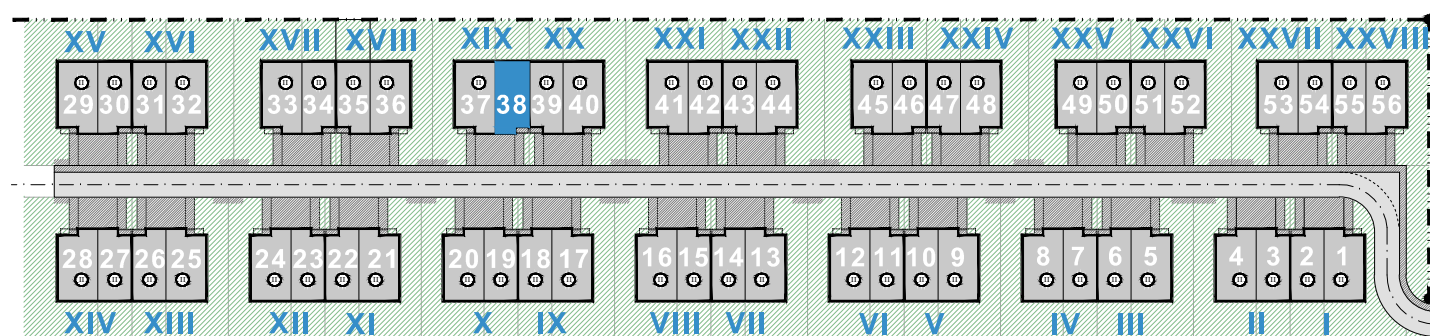 XV XVI XVII XVIII XIX XX XXI XXII XXIII XXIV XXV XXVI XXVII XXVIII
29 30 31 32 33 34 35 36 37 38 39 40 41 42 43 44 45 46 47 48 49 50 51 52 53 54 55 56
28 27 26 25 24 23 22 21 20 19 18 17 16 15 14 13 12 11 10 9 8 7 6 5 4 3 2 1
XIV XIII XII XI X IX VIII VII VI V IV III II I